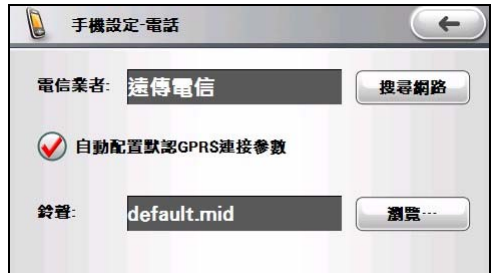 手機設定-電話
電信業者: 遠傳電信 搜尋網路
自動配置默認GPRS連接參數
鈴聲: default.mid 瀏覽…